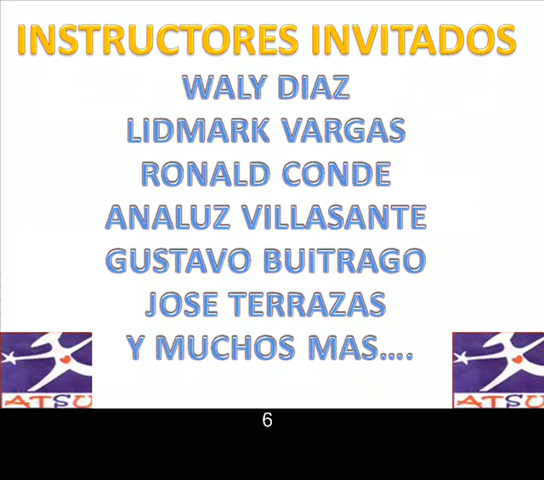 INSTRUCTORES INVITADOS
WALY DIAZ
LIDMARK VARGAS
RONALD CONDE
ANALUZ VILLASANTE
GUSTAVO BUITRAGO
JOSE TERRAZAS
Y MUCHOS MAS....
ATSU
ATSU
6